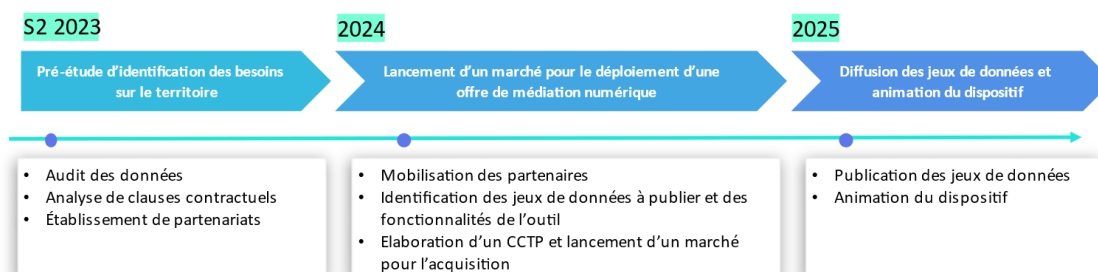 S2 2023
Pré-étude d'identification des besoins
sur le territoire
• Audit des données
• Analyse de clauses contractuels
• Établissement de partenariats
2024
Lancement d'un marché pour le déploiement d'une
offre de médiation numérique
• Mobilisation des partenaires
• Identification des jeux de données à publier et des
fonctionnalités de l'outil
• Elaboration d'un CCTP et lancement d'un marché
pour l'acquisition
2025
Diffusion des jeux de données et
animation du dispositif
• Publication des jeux de données
• Animation du dispositif